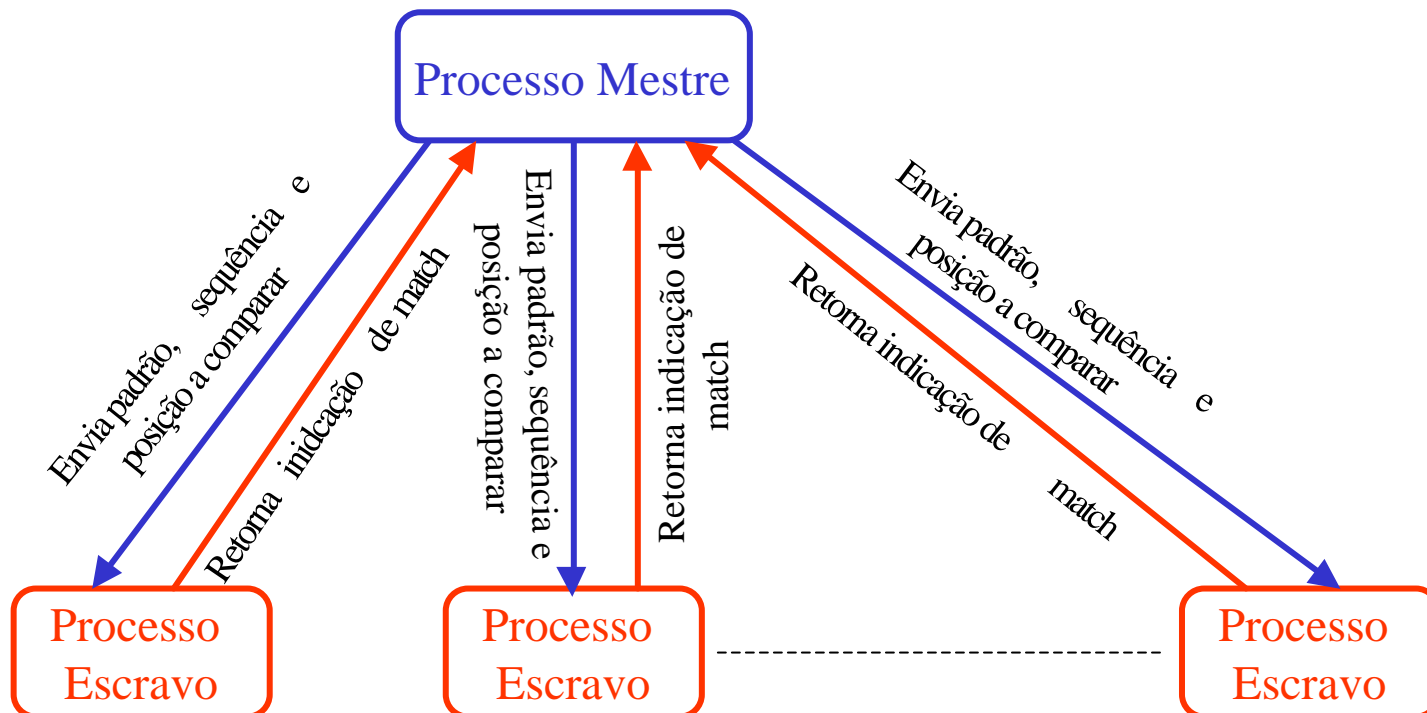 Processo Mestre
Envia padrão, sequência e
posição a comparar
Retorna inidcação de match
Envia padrão, sequência e
posição a comparar
Retorna indicação de
match
Envia padrão, sequência e
posição a comparar
Retorna indicação de match
Processo
Escravo
Processo
Escravo
Processo
Escravo